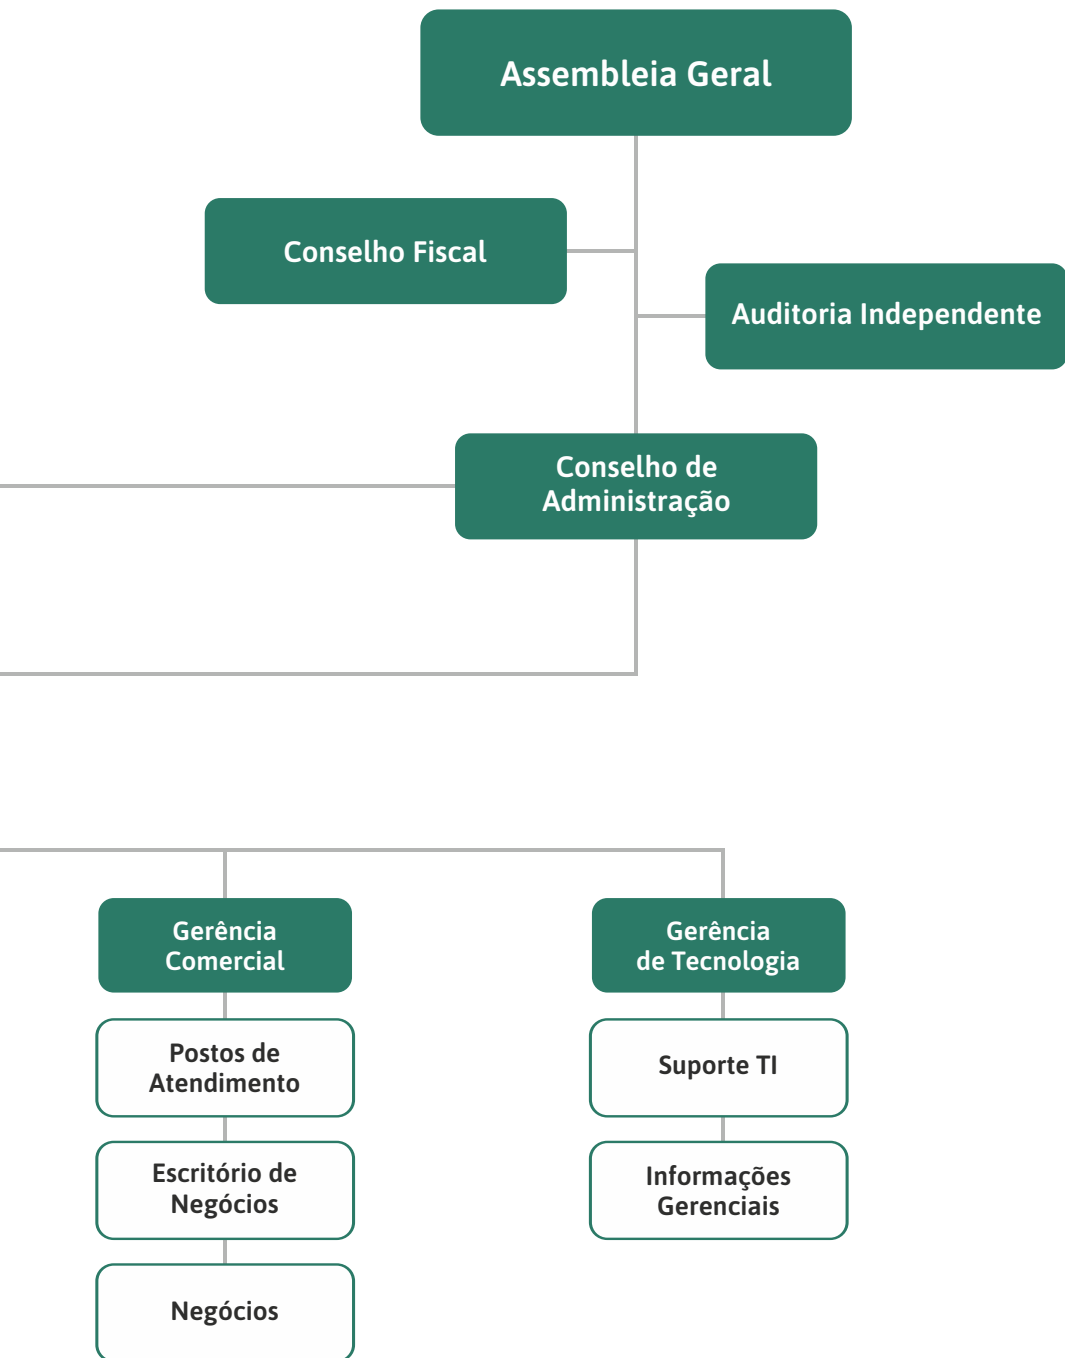 Assembleia Geral
Conselho Fiscal
Auditoria Independente
Conselho de
Administração
Gerência
Comercial
Postos de
Atendimento
Escritório de
Negócios
Negócios
Gerência
de Tecnologia
Suporte TI
Informações
Gerenciais